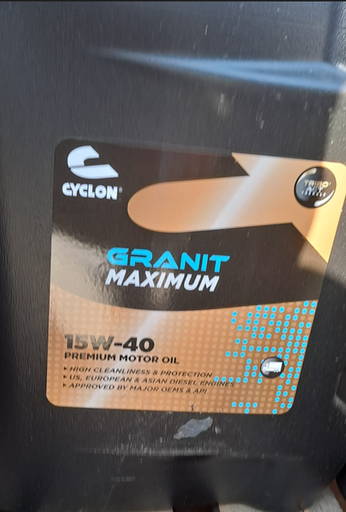 CYCLON®
GRANIT
MAXIMUM
15W-40
PREMIUM MOTOR OIL
▸ HIGH CLEANLINESS & PROTECTION
▸ US, EUROPEAN & ASIAN DIESEL ENGINES
▸ APPROVED BY MAJOR OEMS & API